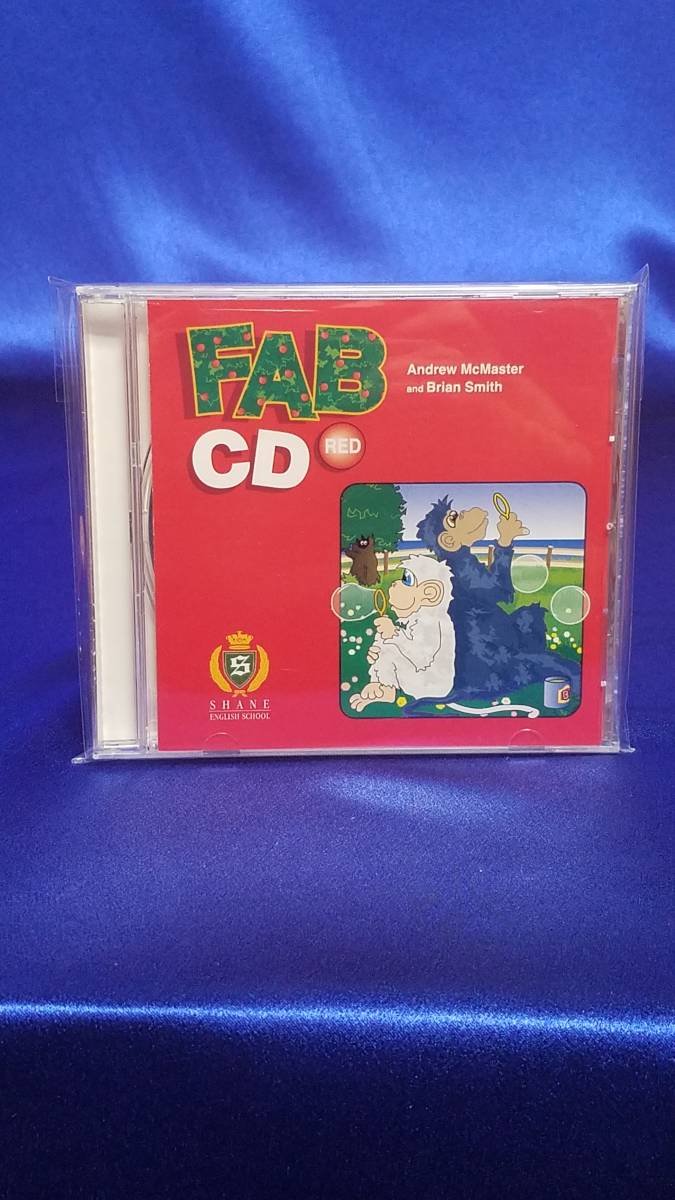 FAB
CD
RED
Andrew McMaster
and Brian Smith
S
SHANE
ENGLISH SCHOOL